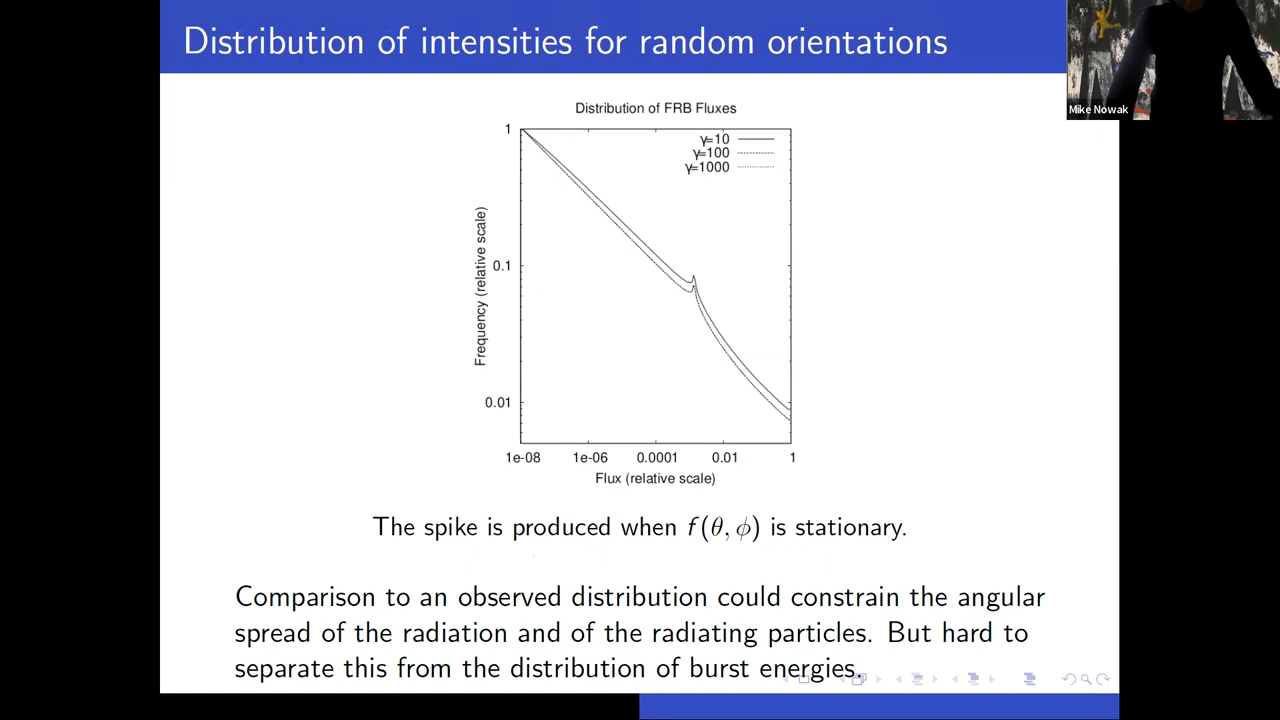 Distribution of intensities for random orientations
Mike Nowak
Distribution of FRB Fluxes
γ=10
γ=100
γ=1000
Frequency (relative scale)
1
0.1
0.01
1e-08 1e-06 0.0001 0.01 1
Flux (relative scale)
The spike is produced when f(θ, ϕ) is stationary.
Comparison to an observed distribution could constrain the angular
spread of the radiation and of the radiating particles. But hard to
separate this from the distribution of burst energies.